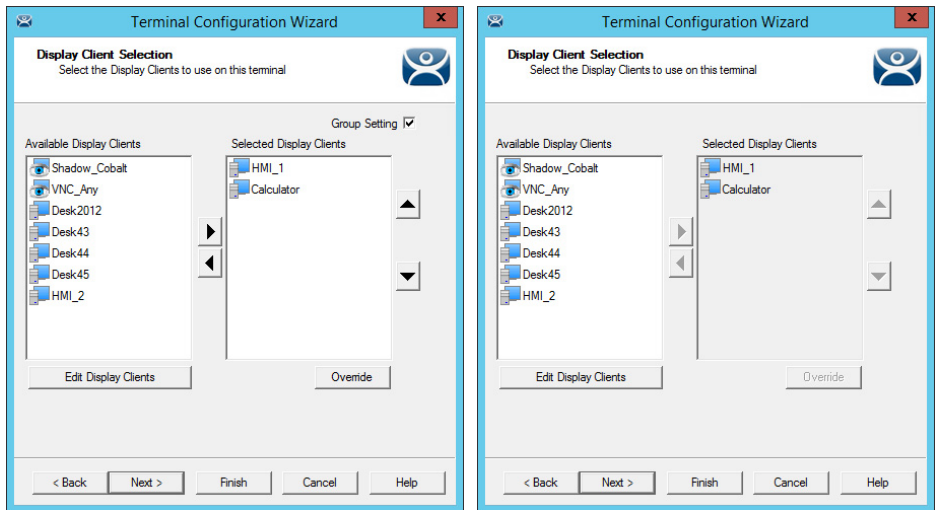 Terminal Configuration Wizard
x
Display Client Selection
Select the Display Clients to use on this terminal
Group Setting
Available Display Clients
Selected Display Clients
Shadow_Cobalt
VNC_Any
Desk2012
Desk43
Desk44
Desk45
HMI_2
HMI_1
Calculator
Edit Display Clients
Override
< Back
Next >
Finish
Cancel
Help
Terminal Configuration Wizard
x
Display Client Selection
Select the Display Clients to use on this terminal
Available Display Clients
Selected Display Clients
Shadow_Cobalt
VNC_Any
Desk2012
Desk43
Desk44
Desk45
HMI_2
HMI_1
Calculator
Edit Display Clients
Override
< Back
Next >
Finish
Cancel
Help